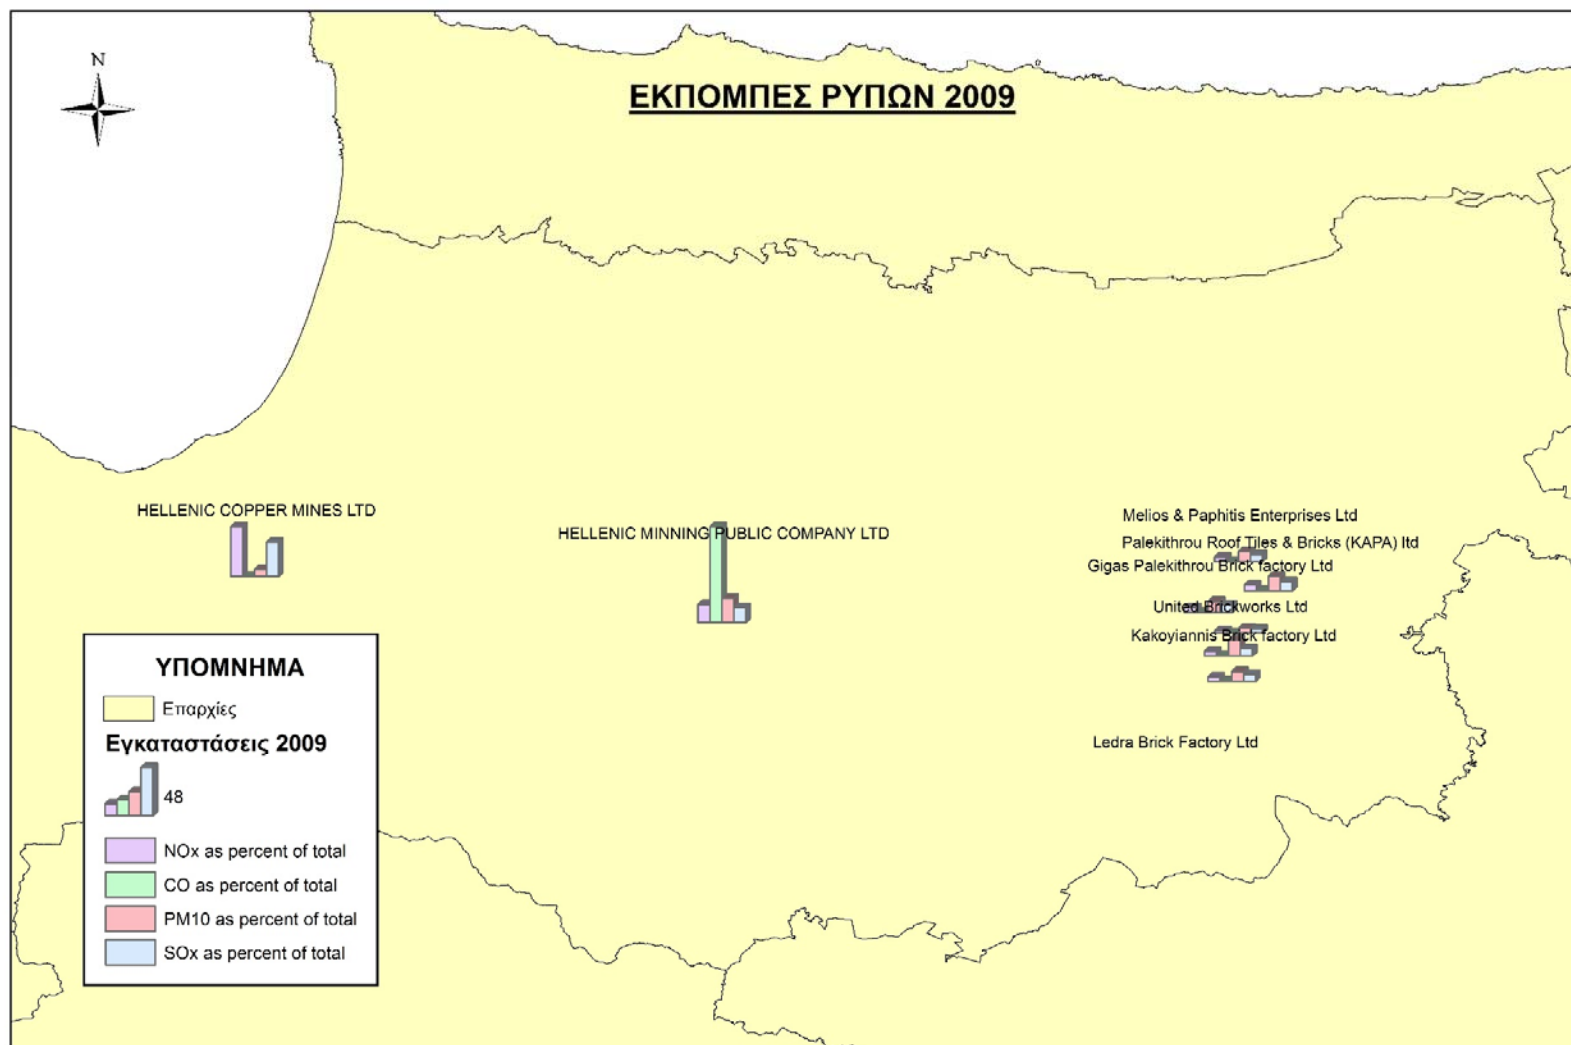 N
ΕΚΠΟΜΠΕΣ ΡΥΠΩΝ 2009
HELLENIC COPPER MINES LTD
HELLENIC MINNING PUBLIC COMPANY LTD
Melios & Paphitis Enterprises Ltd
Palekithrou Roof Tiles & Bricks (KAPA) ltd
Gigas Palekithrou Brick factory Ltd
United Brickworks Ltd
Kakoyiannis Brick factory Ltd
Ledra Brick Factory Ltd
ΥΠΟΜΝΗΜΑ
Επαρχίες
Εγκαταστάσεις 2009
48
NOx as percent of total
CO as percent of total
PM10 as percent of total
SOx as percent of total